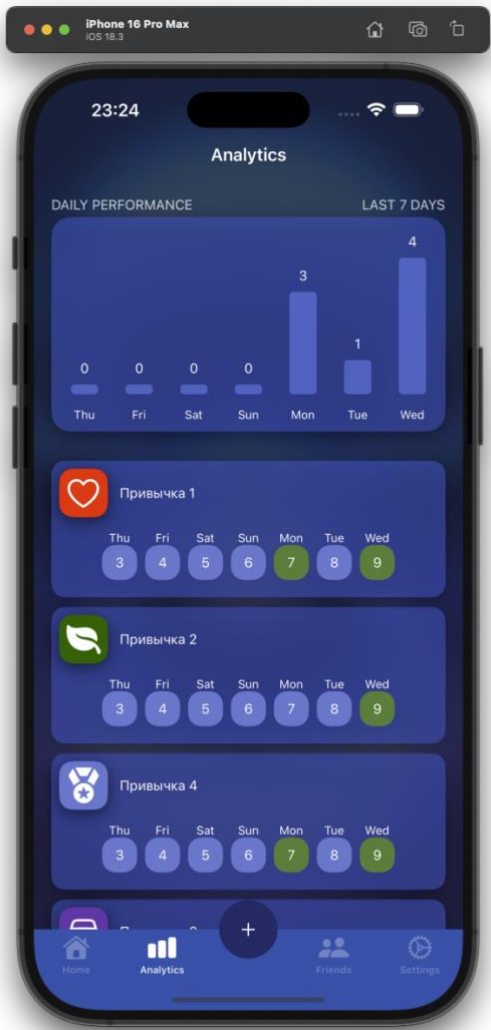 iPhone 16 Pro Max
iOS 18.3
23:24
Analytics
DAILY PERFORMANCE LAST 7 DAYS
4
3
1
0 0 0 0
Thu Fri Sat Sun Mon Tue Wed
Привычка 1
Thu Fri Sat Sun Mon Tue Wed
3 4 5 6 7 8 9
Привычка 2
Thu Fri Sat Sun Mon Tue Wed
3 4 5 6 7 8 9
Привычка 4
Thu Fri Sat Sun Mon Tue Wed
3 4 5 6 7 8 9
+
Home Analytics Friends Settings